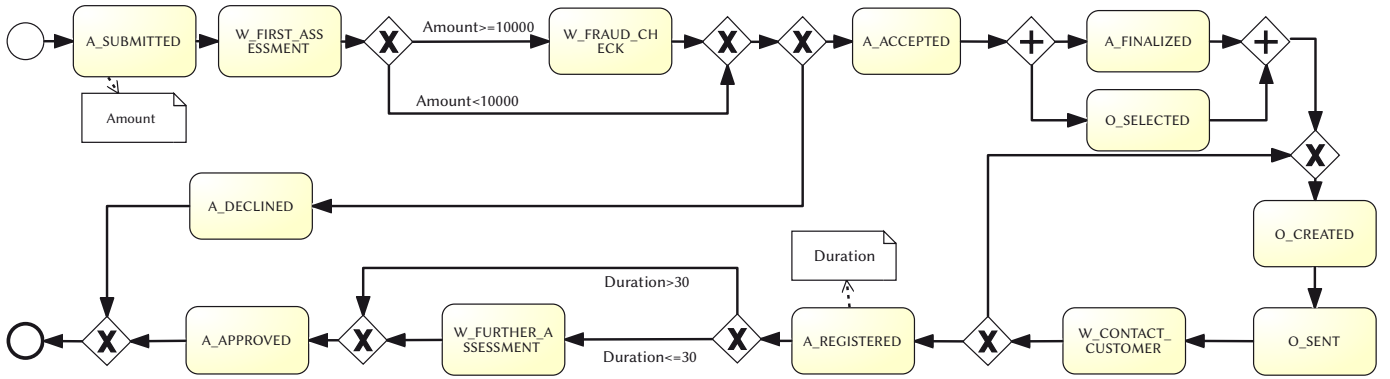 A_SUBMITTED
W_FIRST_ASS
ESSMENT
X
Amount>=10000
W_FRAUD_CH
ECK
X
X
A_ACCEPTED
+
A_FINALIZED
+
Amount<10000
Amount
O_SELECTED
X
A_DECLINED
O_CREATED
Duration
Duration>30
X
A_APPROVED
X
W_FURTHER_A
SSESSMENT
Duration<=30
X
A_REGISTERED
X
W_CONTACT_
CUSTOMER
O_SENT